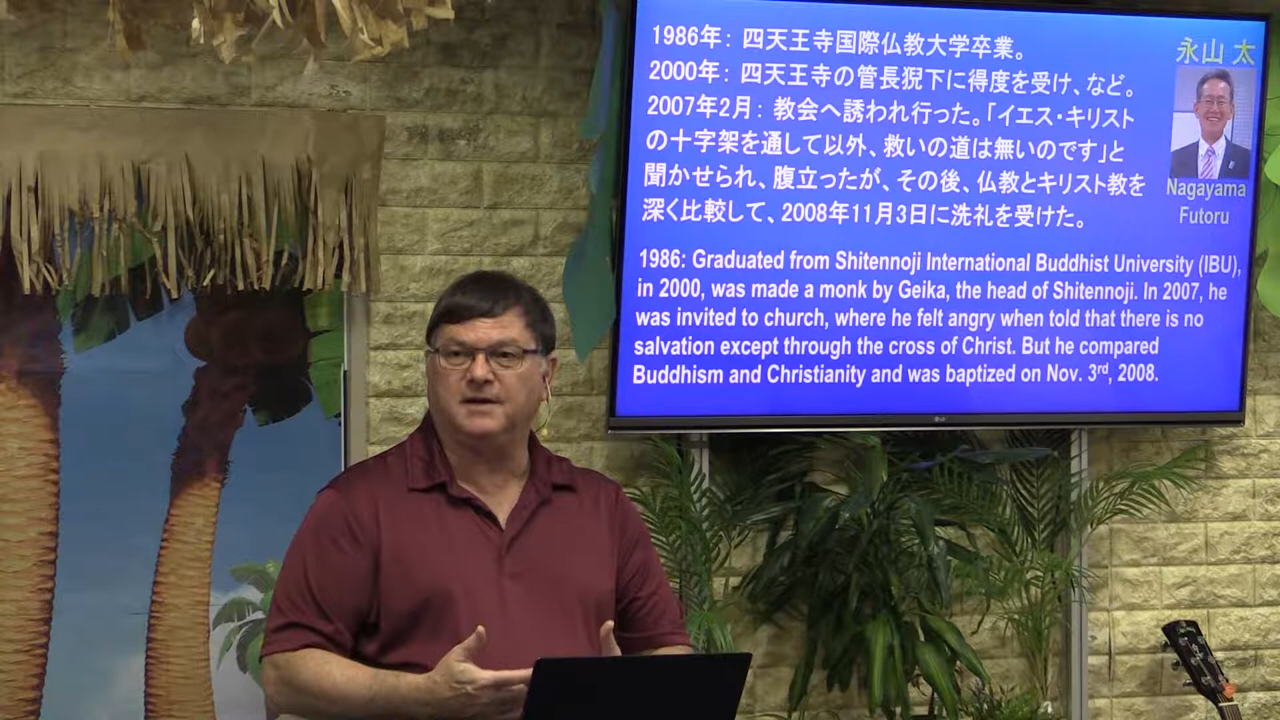 1986年： 四天王寺国際仏教大学卒業。
2000年： 四天王寺の管長猊下に得度を受け、など。
2007年2月： 教会へ誘われ行った。「イエス・キリスト
の十字架を通して以外、救いの道は無いのです」と
聞かせられ、腹立ったが、その後、仏教とキリスト教を
深く比較して、2008年11月3日に洗礼を受けた。
永山 太
Nagayama
Futoru
1986: Graduated from Shitennoji International Buddhist University (IBU),
in 2000, was made a monk by Geika, the head of Shitennoji. In 2007, he
was invited to church, where he felt angry when told that there is no
salvation except through the cross of Christ. But he compared
Buddhism and Christianity and was baptized on Nov. 3rd, 2008.
LG